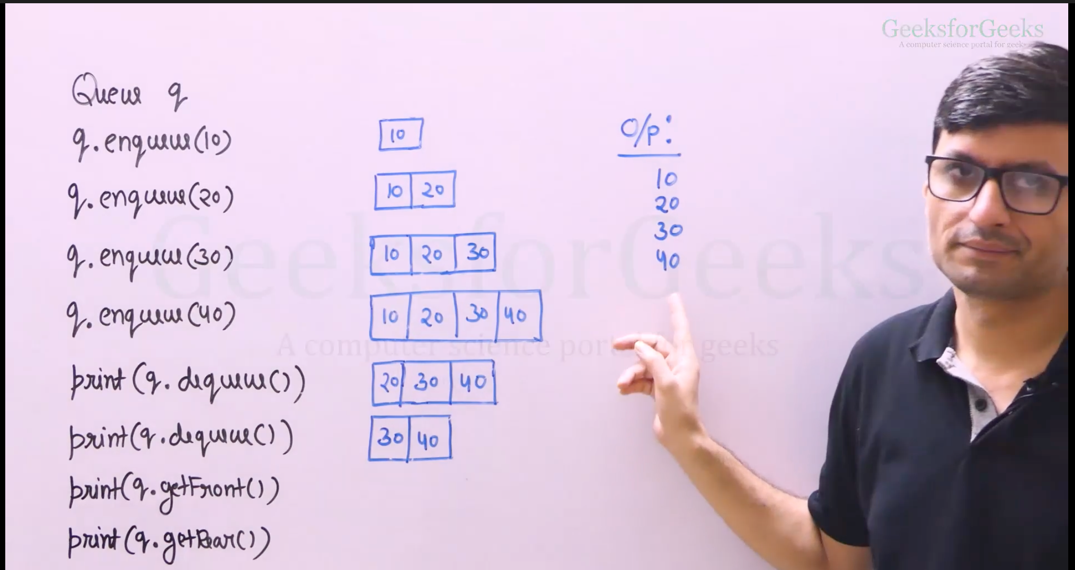 GeeksforGeeks
A computer science portal for geeks
Queue q
q.enqueue(10)
10
O/p:
q.enqueue(20)
10 20
10
20
q.enqueue(30)
10 20 30
30
40
q.enqueue(40)
10 20 30 40
print(q.dequeue())
20 30 40
print(q.dequeue())
30 40
print(q.getFront())
print(q.getRear())
GeeksforGeeks
A computer science portal for geeks